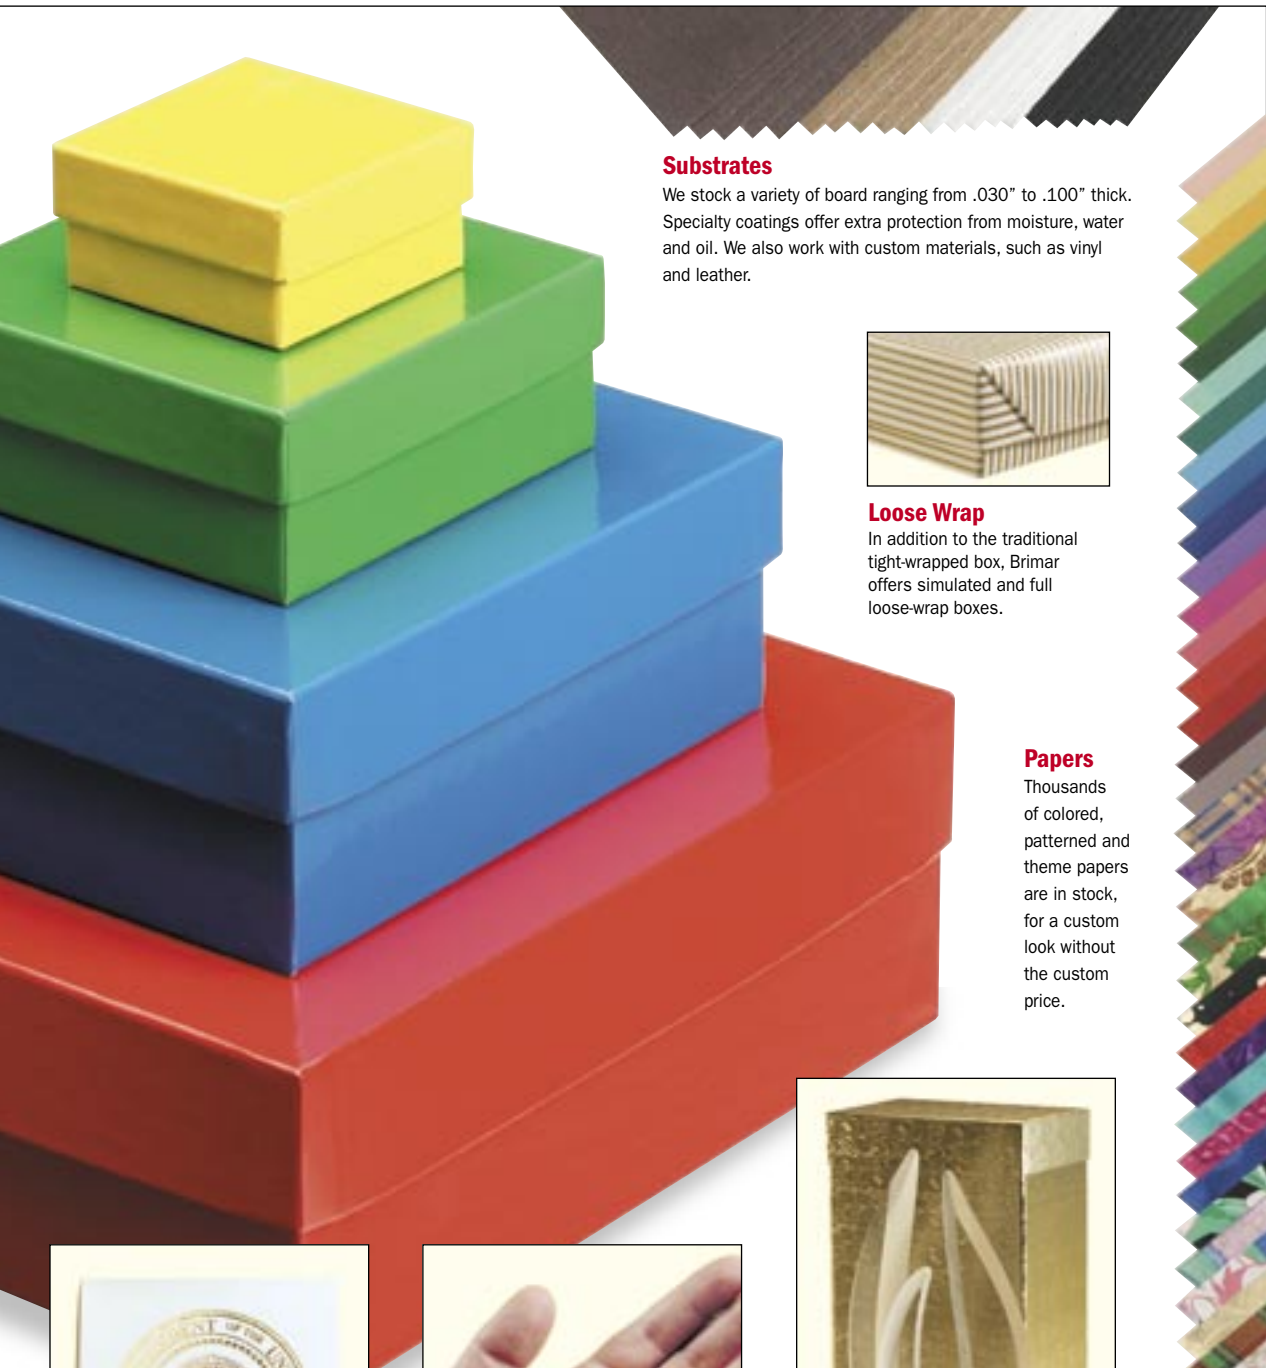 Substrates
We stock a variety of board ranging from .030” to .100” thick.
Specialty coatings offer extra protection from moisture, water
and oil. We also work with custom materials, such as vinyl
and leather.
Loose Wrap
In addition to the traditional
tight-wrapped box, Brimar
offers simulated and full
loose-wrap boxes.
Papers
Thousands
of colored,
patterned and
theme papers
are in stock,
for a custom
look without
the custom
price.
OF THE